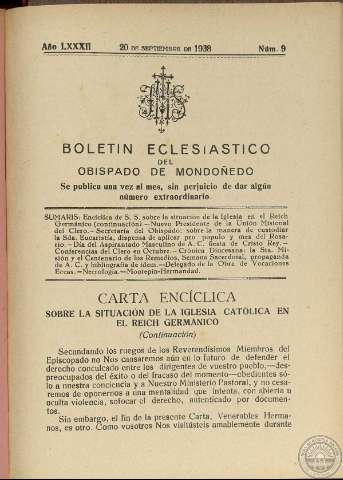 Año LXXXII 20 DE SEPTIEMBRE DE 1938 Núm. 9
BOLETIN ECLESIASTICO
DEL
OBISPADO DE MONDOÑEDO
Se publica una vez al mes, sin perjuicio de dar algún
número extraordinario.
SUMARIS: Encíclica de S. S. sobre la situación de la Iglesia en el Reich
Germánico (continuación).—Nuevo Presidente de la Unión Misional
del Clero.—Secretaría del Obispado: sobre la manera de custodiar
la Sda. Eucaristía, dispensa de aplicar pro populo y mes del Rosa-
rio.—Día del Aspirantado Masculino de A. C. fiesta de Cristo Rey.—
Conferencias del Clero en Octubre.—Crónica Diocesana: la Sta. Mi-
sión y el Centenario de los Remedios, Semana Sacerdotal, propaganda
de A. C. y bibliografía de ídem.—Delegado de la Obra de Vocaciones
Eccas.—Necrología.—Montepío-Hermandad.
CARTA ENCÍCLICA
SOBRE LA SITUACIÓN DE LA IGLESIA CATÓLICA EN
EL REICH GERMÁNICO
(Continuación)
Secundando los ruegos de los Reverendísimos Miembros del
Episcopado no Nos cansaremos aún en lo futuro de defender el
derecho conculcado entre los dirigentes de vuestro pueblo,—des-
preocupados del éxito o del fracaso del momento—obedientes só-
lo a nuestra conciencia y a Nuestro Ministerio Pastoral, y no cesa-
remos de oponernos a una mentalidad que intenta, con abierta u
oculta violencia, sofocar el derecho, autenticado por documen-
tos.
Sin embargo, el fin de la presente Carta, Venerables Herma-
nos, es otro. Como vosotros Nos visitásteis amablemente durante